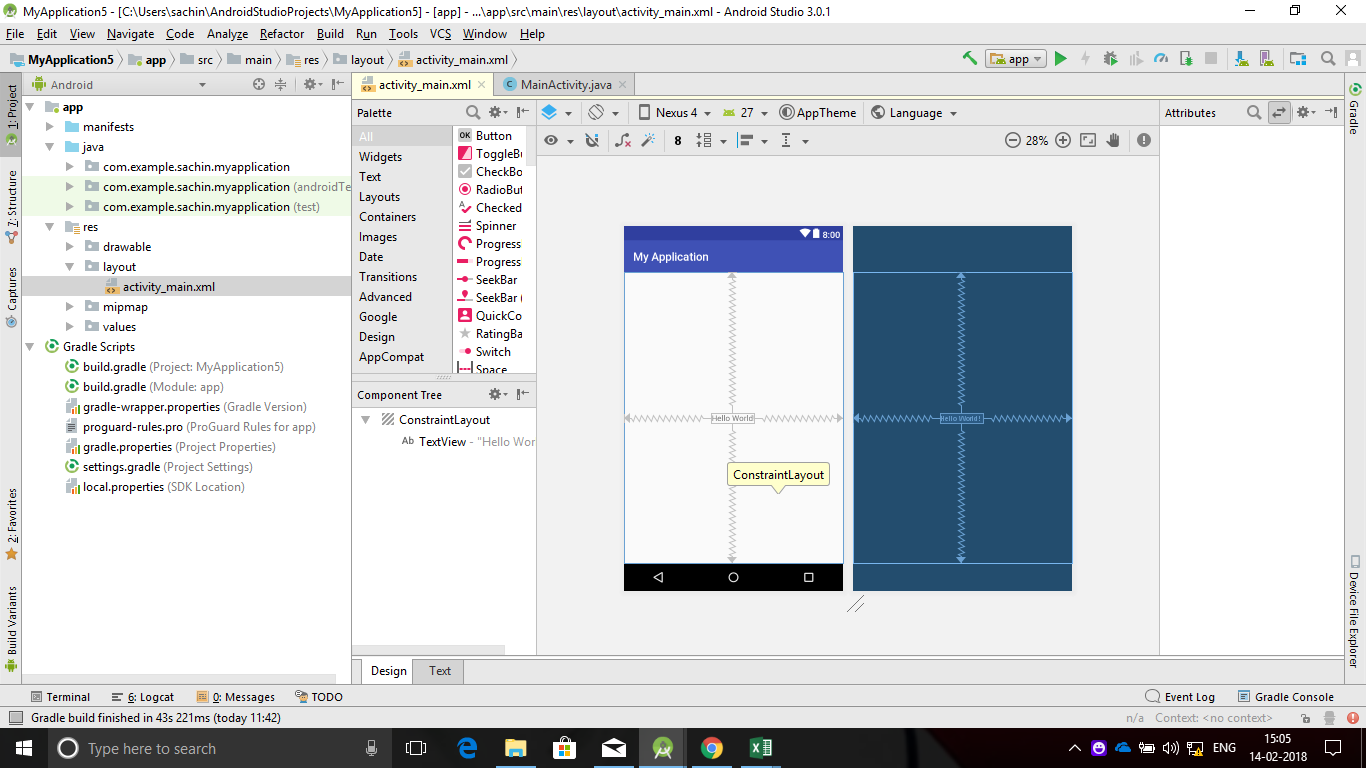 MyApplication5 - [C:\Users\sachin\AndroidStudioProjects\MyApplication5] - [app] - ...\app\src\main\res\layout\activity_main.xml - Android Studio 3.0.1
File Edit View Navigate Code Analyze Refactor Build Run Tools VCS Window Help
MyApplication5 app src main res layout activity_main.xml app
1: Project
7: Structure
Captures
2: Favorites
Build Variants
Android
app
manifests
java
com.example.sachin.myapplication
com.example.sachin.myapplication (androidTe
com.example.sachin.myapplication (test)
res
drawable
layout
activity_main.xml
mipmap
values
Gradle Scripts
build.gradle (Project: MyApplication5)
build.gradle (Module: app)
gradle-wrapper.properties (Gradle Version)
proguard-rules.pro (ProGuard Rules for app)
gradle.properties (Project Properties)
settings.gradle (Project Settings)
local.properties (SDK Location)
activity_main.xml MainActivity.java
Palette
All
Widgets
Text
Layouts
Containers
Images
Date
Transitions
Advanced
Google
Design
AppCompat
OK Button
ToggleBu
CheckBo
RadioBut
Checked
Spinner
Progress
Progress
SeekBar
SeekBar (
QuickCo
RatingBa
Switch
Space
Component Tree
ConstraintLayout
Ab TextView - "Hello Wor
Nexus 4 27 AppTheme Language
8 28%
8:00
My Application
Hello World
ConstraintLayout
Hello World!
Attributes
Gradle
Device File Explorer
Design Text
Terminal 6: Logcat 0: Messages TODO Event Log Gradle Console
Gradle build finished in 43s 221ms (today 11:42) n/a Context: <no context>
Type here to search
ENG
15:05
14-02-2018